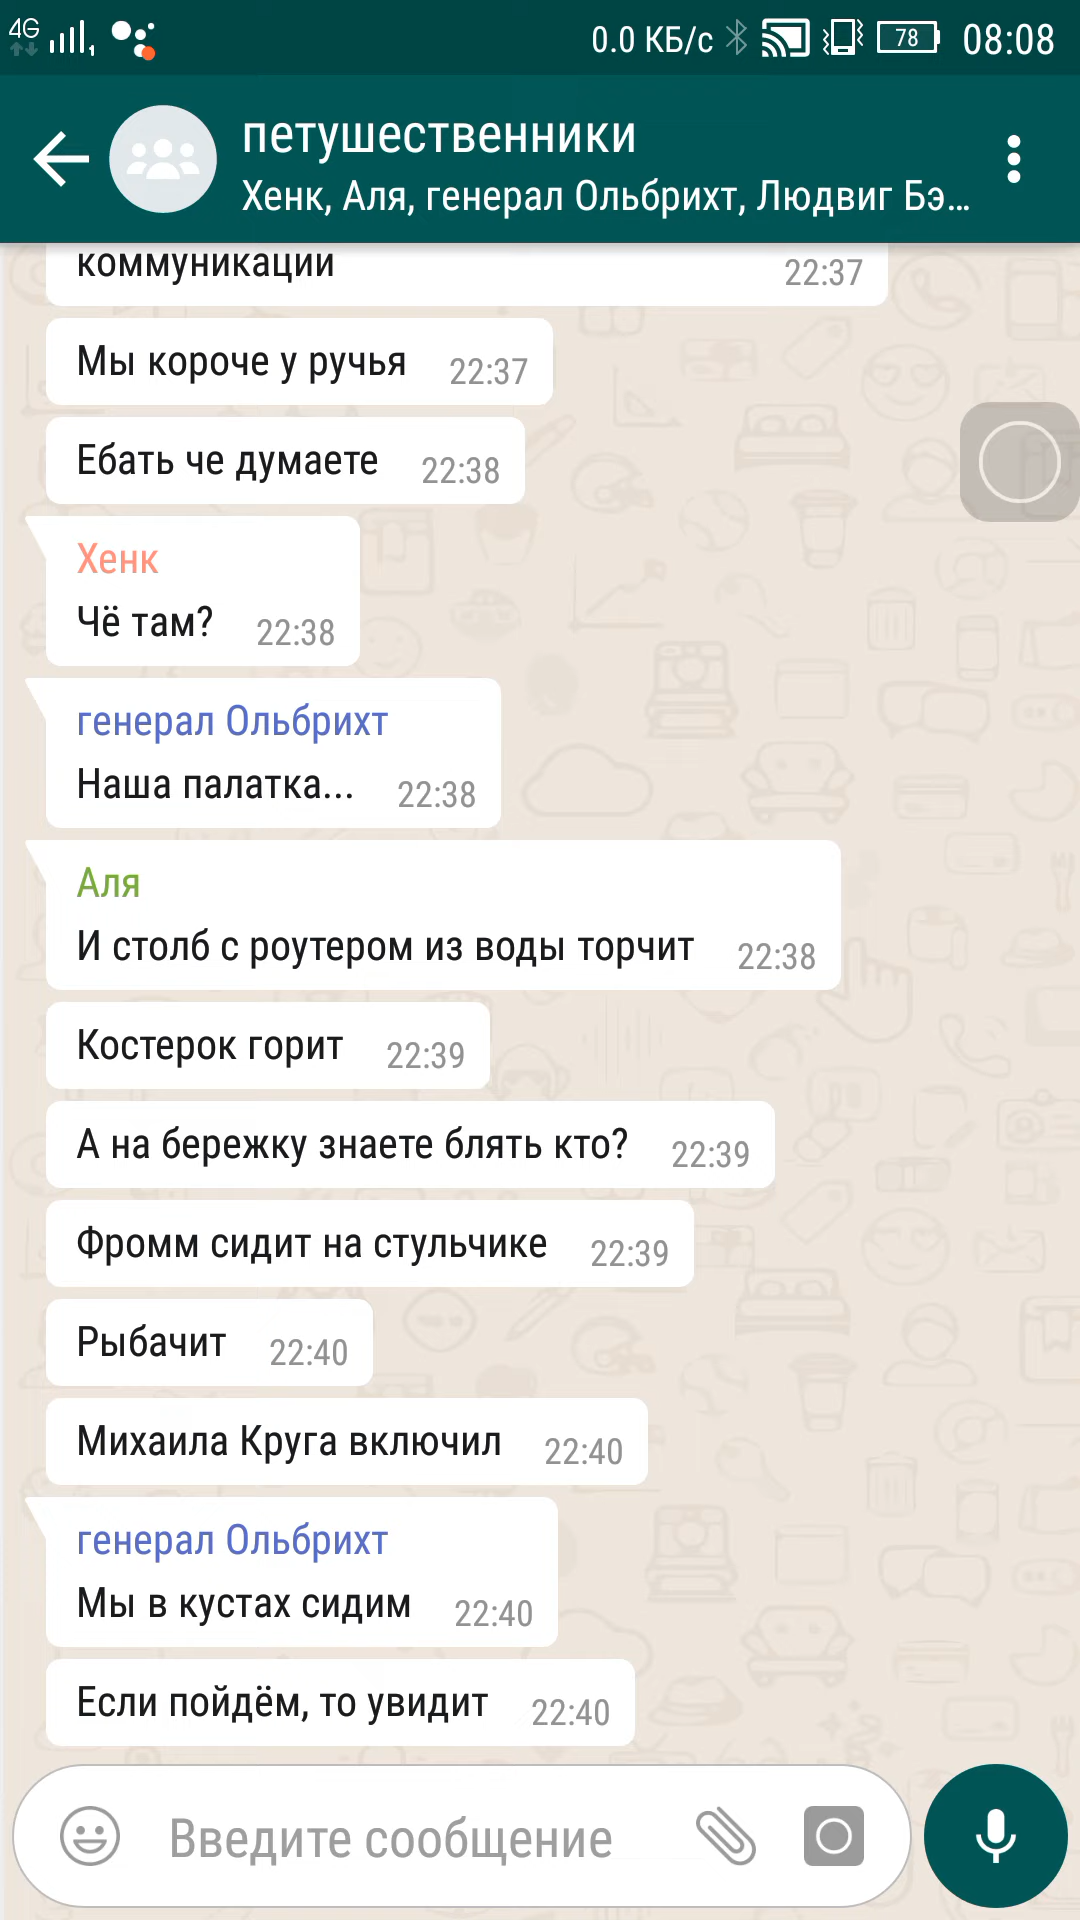 4G
0.0 КБ/с
78
08:08
петушественники
Хенк, Аля, генерал Ольбрихт, Людвиг Бэ…
коммуникации 22:37
Мы короче у ручья 22:37
Ебать че думаете 22:38
Хенк
Чё там? 22:38
генерал Ольбрихт
Наша палатка... 22:38
Аля
И столб с роутером из воды торчит 22:38
Костерок горит 22:39
А на бережку знаете блять кто? 22:39
Фромм сидит на стульчике 22:39
Рыбачит 22:40
Михаила Круга включил 22:40
генерал Ольбрихт
Мы в кустах сидим 22:40
Если пойдём, то увидит 22:40
Введите сообщение